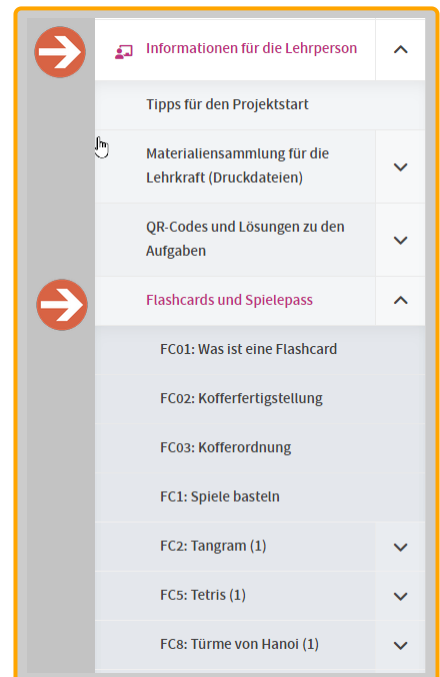 Informationen für die Lehrperson
Tipps für den Projektstart
Materialiensammlung für die
Lehrkraft (Druckdateien)
QR-Codes und Lösungen zu den
Aufgaben
Flashcards und Spielepass
FC01: Was ist eine Flashcard
FC02: Kofferfertigstellung
FC03: Kofferordnung
FC1: Spiele basteln
FC2: Tangram (1)
FC5: Tetris (1)
FC8: Türme von Hanoi (1)